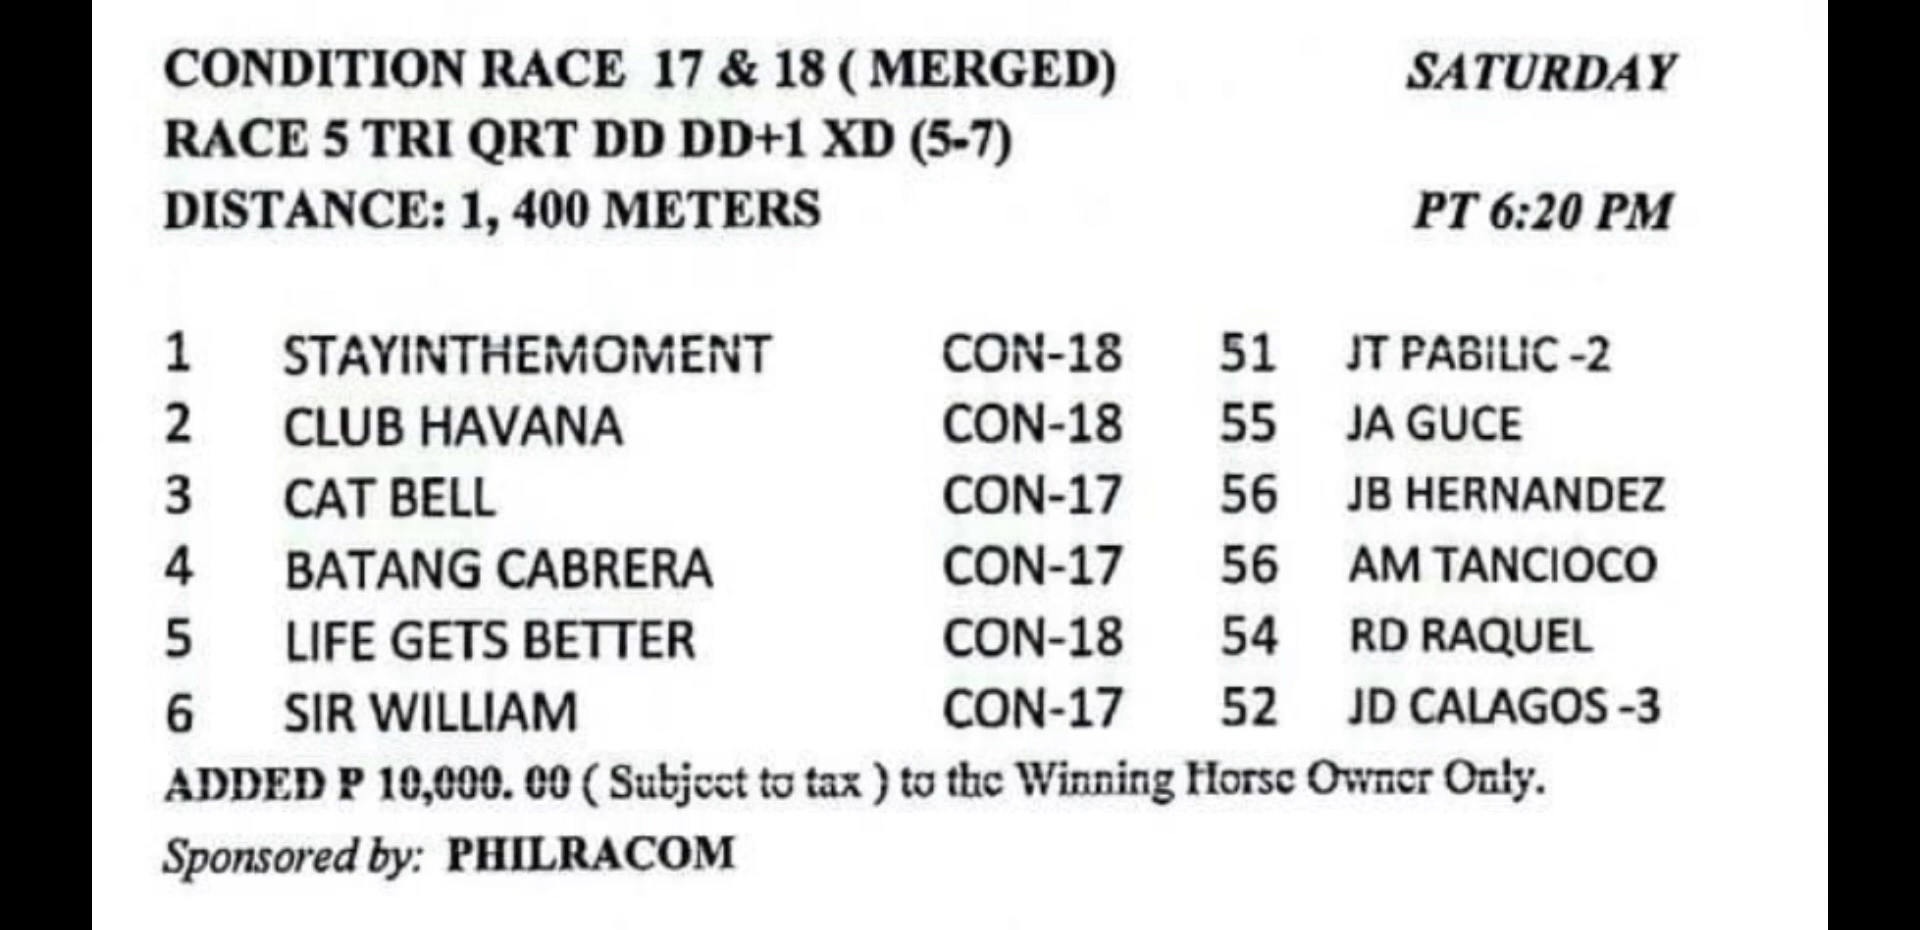 CONDITION RACE 17 & 18 ( MERGED) SATURDAY
RACE 5 TRI QRT DD DD+1 XD (5-7)
DISTANCE: 1, 400 METERS PT 6:20 PM
1 STAYINTHEMOMENT CON-18 51 JT PABILIC -2
2 CLUB HAVANA CON-18 55 JA GUCE
3 CAT BELL CON-17 56 JB HERNANDEZ
4 BATANG CABRERA CON-17 56 AM TANCIOCO
5 LIFE GETS BETTER CON-18 54 RD RAQUEL
6 SIR WILLIAM CON-17 52 JD CALAGOS -3
ADDED P 10,000. 00 ( Subject to tax ) to the Winning Horse Owner Only.
Sponsored by: PHILRACOM